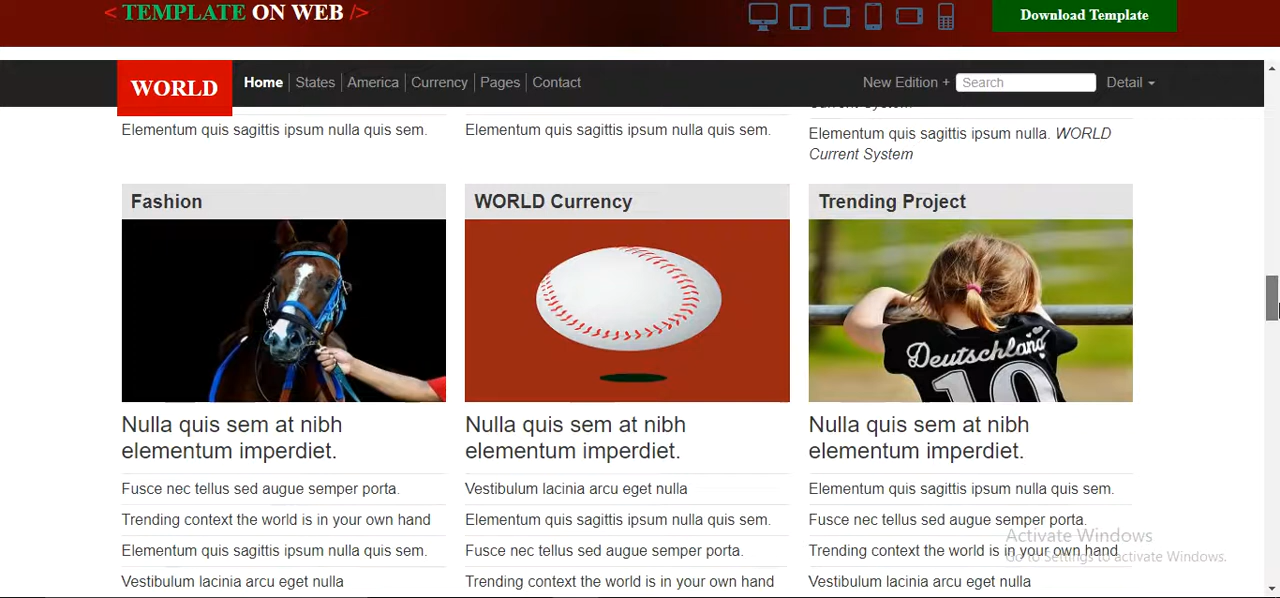 < TEMPLATE ON WEB />
Download Template
WORLD
Home States America Currency Pages Contact
New Edition + Search Detail
Elementum quis sagittis ipsum nulla quis sem.
Elementum quis sagittis ipsum nulla quis sem.
Current System
Elementum quis sagittis ipsum nulla. WORLD
Current System
Fashion
WORLD Currency
Trending Project
Deutschland
10
Nulla quis sem at nibh
elementum imperdiet.
Fusce nec tellus sed augue semper porta.
Trending context the world is in your own hand
Elementum quis sagittis ipsum nulla quis sem.
Vestibulum lacinia arcu eget nulla
Nulla quis sem at nibh
elementum imperdiet.
Vestibulum lacinia arcu eget nulla
Elementum quis sagittis ipsum nulla quis sem.
Fusce nec tellus sed augue semper porta.
Trending context the world is in your own hand
Nulla quis sem at nibh
elementum imperdiet.
Elementum quis sagittis ipsum nulla quis sem.
Fusce nec tellus sed augue semper porta.
Trending context the world is in your own hand
Vestibulum lacinia arcu eget nulla
Activate Windows
Go to Settings to activate Windows.